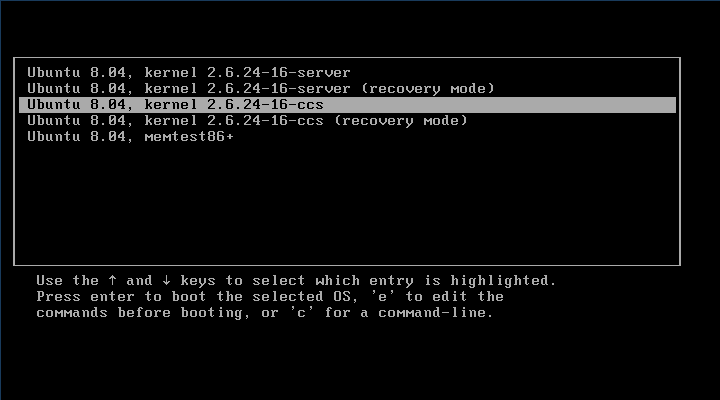 Ubuntu 8.04, kernel 2.6.24-16-server
Ubuntu 8.04, kernel 2.6.24-16-server (recovery mode)
Ubuntu 8.04, kernel 2.6.24-16-ccs
Ubuntu 8.04, kernel 2.6.24-16-ccs (recovery mode)
Ubuntu 8.04, memtest86+
Use the ↑ and ↓ keys to select which entry is highlighted.
Press enter to boot the selected OS, 'e' to edit the
commands before booting, or 'c' for a command-line.